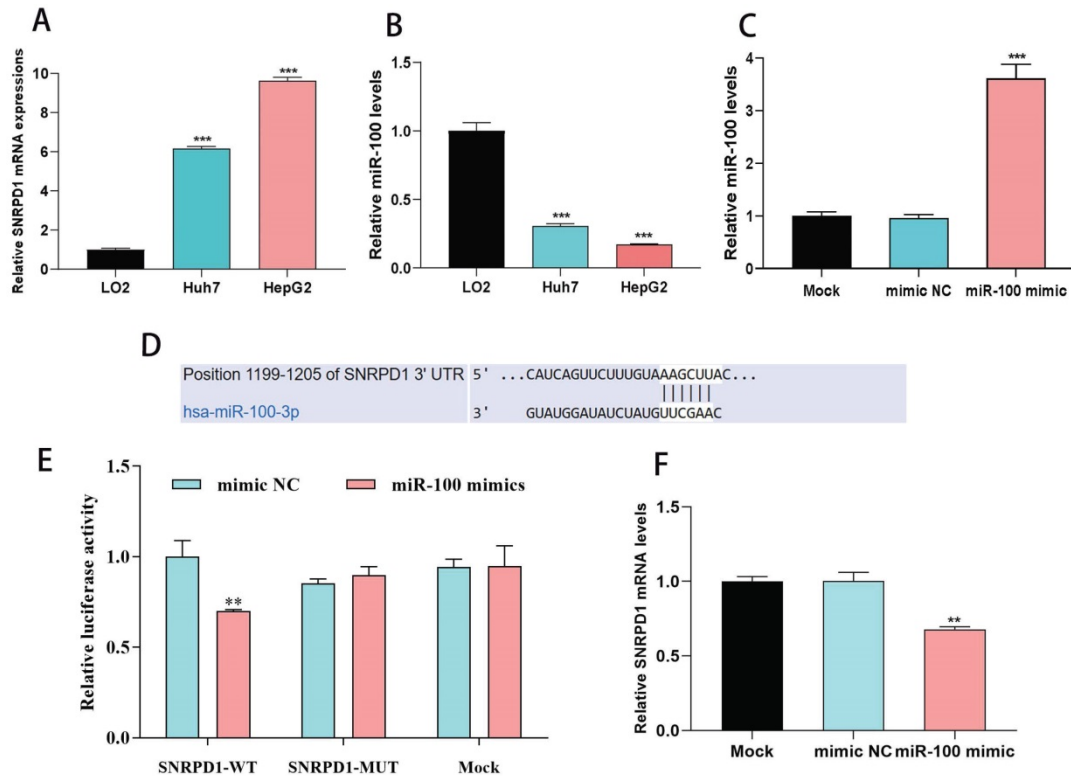 A
Relative SNRPD1 mRNA expressions
10
8
6
4
2
0
***
***
LO2 Huh7 HepG2
B
Relative miR-100 levels
1.5
1.0
0.5
0.0
***
***
LO2 Huh7 HepG2
C
Relative miR-100 levels
4
3
2
1
0
***
Mock mimic NC miR-100 mimic
D
Position 1199-1205 of SNRPD1 3' UTR 5' ...CAUCAGUUCUUUGUAAAGCUUAC...
||||||
hsa-miR-100-3p 3' GUAUGGAUAUCUAUGUUCGAAC
E
Relative luciferase activity
1.5
1.0
0.5
0.0
mimic NC miR-100 mimics
**
SNRPD1-WT SNRPD1-MUT Mock
F
Relative SNRPD1 mRNA levels
1.5
1.0
0.5
0.0
**
Mock mimic NC miR-100 mimic